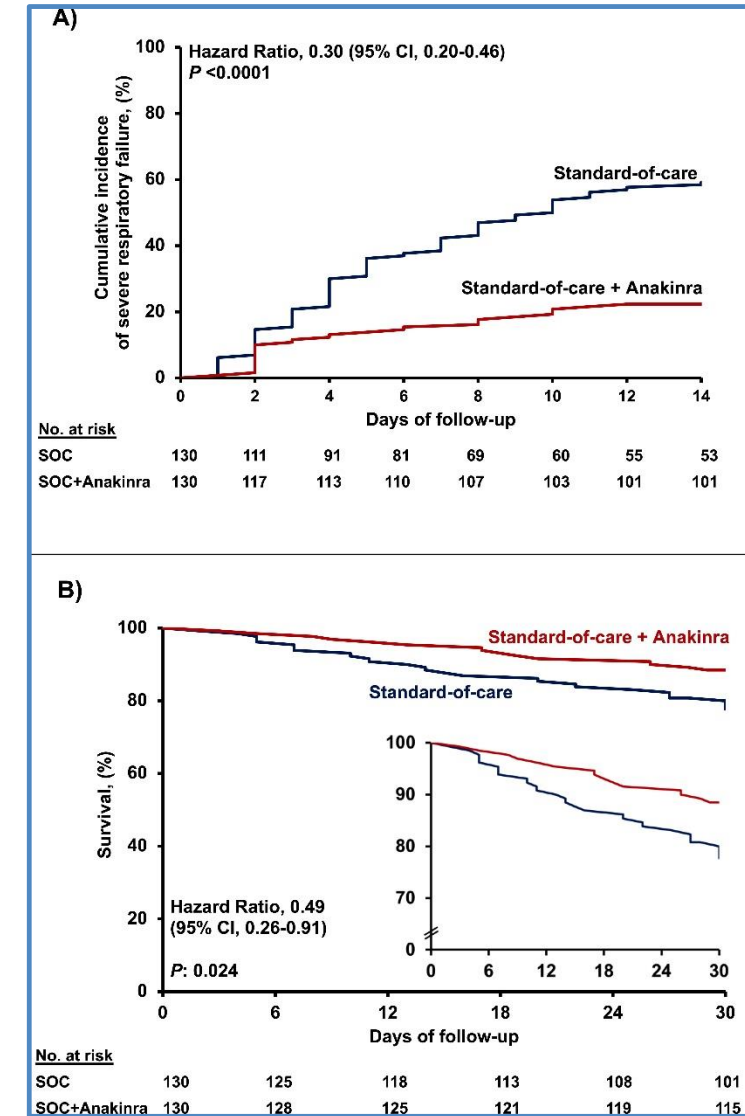 A)
Hazard Ratio, 0.30 (95% CI, 0.20-0.46)
P <0.0001
Cumulative incidence
of severe respiratory failure, (%)
100
80
60
40
20
0
Standard-of-care
Standard-of-care + Anakinra
0 2 4 6 8 10 12 14
Days of follow-up
No. at risk
SOC 130 111 91 81 69 60 55 53
SOC+Anakinra 130 117 113 110 107 103 101 101
B)
Survival, (%)
100
80
60
40
20
0
Standard-of-care + Anakinra
Standard-of-care
100
90
80
70
0
0 6 12 18 24 30
Hazard Ratio, 0.49
(95% CI, 0.26-0.91)
P: 0.024
0 6 12 18 24 30
Days of follow-up
No. at risk
SOC 130 125 118 113 108 101
SOC+Anakinra 130 128 125 121 119 115